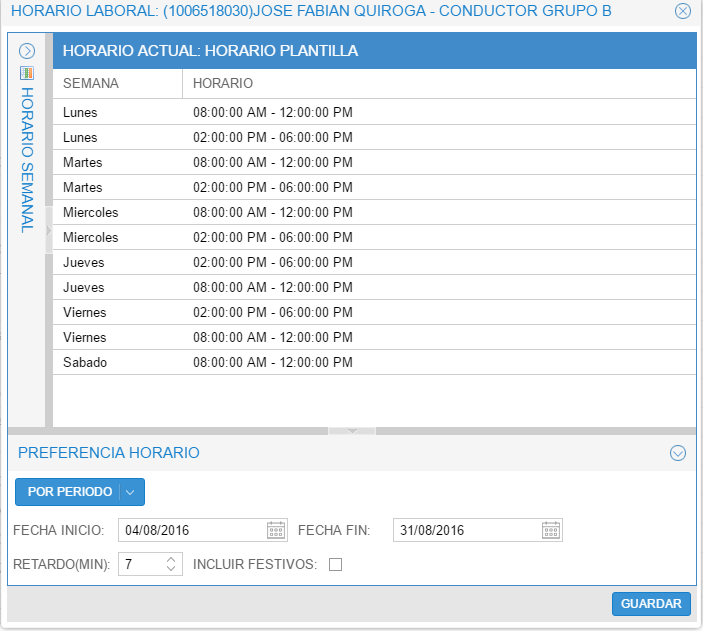 HORARIO LABORAL: (1006518030)JOSE FABIAN QUIROGA - CONDUCTOR GRUPO B
HORARIO SEMANAL
HORARIO ACTUAL: HORARIO PLANTILLA
SEMANA HORARIO
Lunes 08:00:00 AM - 12:00:00 PM
Lunes 02:00:00 PM - 06:00:00 PM
Martes 08:00:00 AM - 12:00:00 PM
Martes 02:00:00 PM - 06:00:00 PM
Miercoles 08:00:00 AM - 12:00:00 PM
Miercoles 02:00:00 PM - 06:00:00 PM
Jueves 02:00:00 PM - 06:00:00 PM
Jueves 08:00:00 AM - 12:00:00 PM
Viernes 02:00:00 PM - 06:00:00 PM
Viernes 08:00:00 AM - 12:00:00 PM
Sabado 08:00:00 AM - 12:00:00 PM
PREFERENCIA HORARIO
POR PERIODO
FECHA INICIO: 04/08/2016 FECHA FIN: 31/08/2016
RETARDO(MIN): 7 INCLUIR FESTIVOS:
GUARDAR